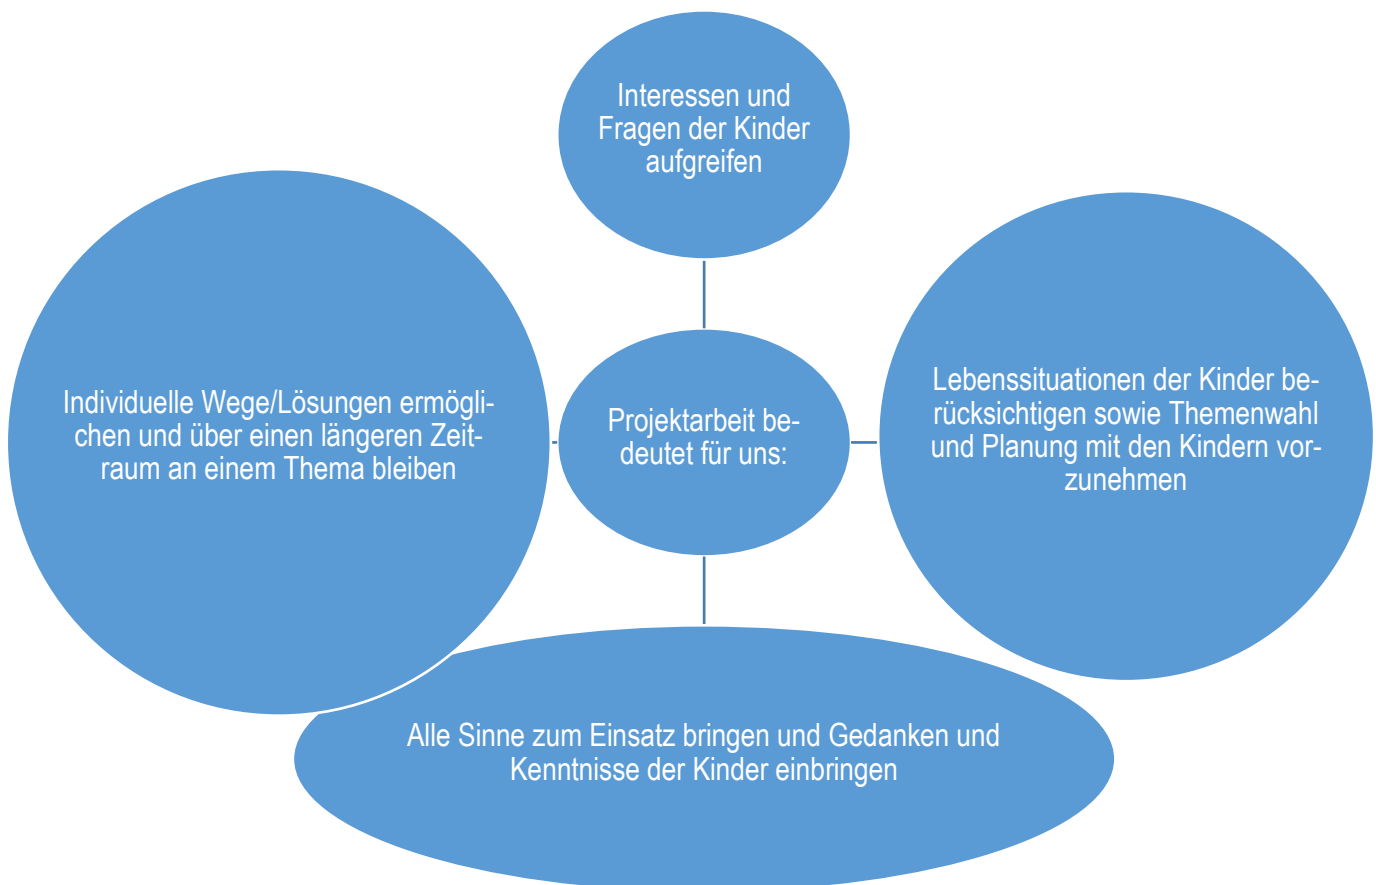 Interessen und
Fragen der Kinder
aufgreifen
Individuelle Wege/Lösungen ermögli-
chen und über einen längeren Zeit-
raum an einem Thema bleiben
Projektarbeit be-
deutet für uns:
Lebenssituationen der Kinder be-
rücksichtigen sowie Themenwahl
und Planung mit den Kindern vor-
zunehmen
Alle Sinne zum Einsatz bringen und Gedanken und
Kenntnisse der Kinder einbringen